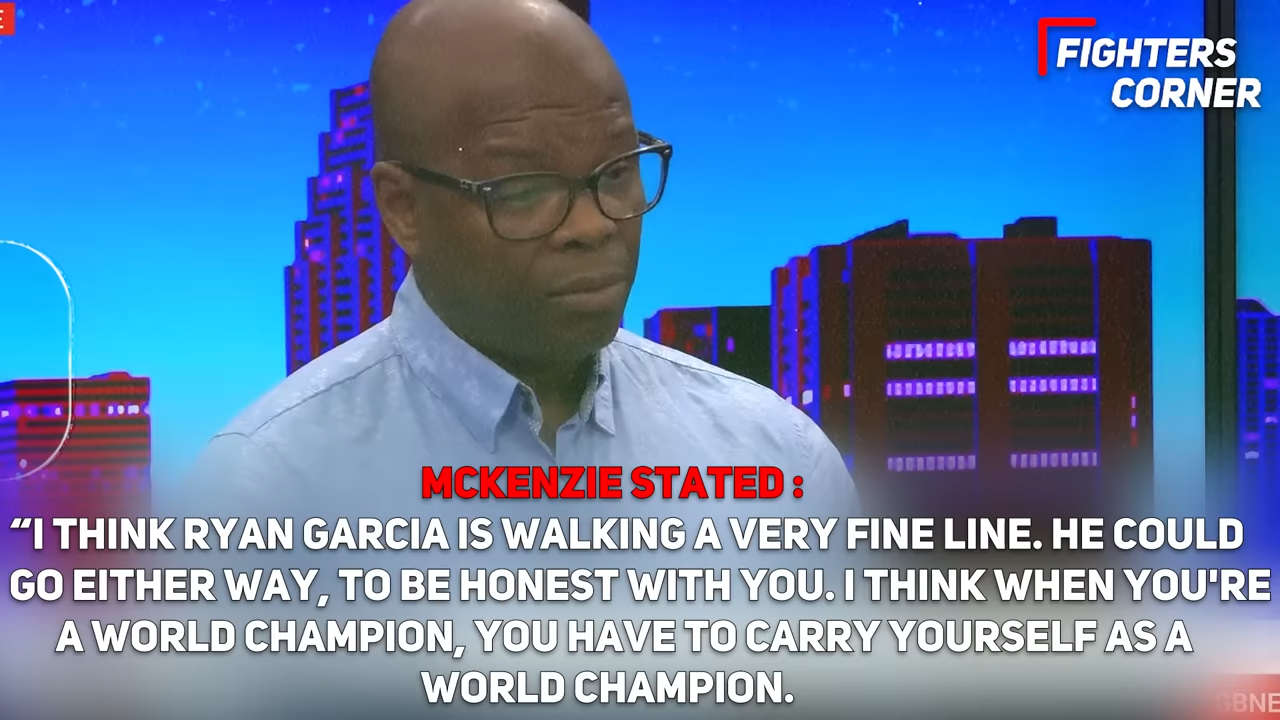 FIGHTERS
CORNER
MCKENZIE STATED :
“I THINK RYAN GARCIA IS WALKING A VERY FINE LINE. HE COULD
GO EITHER WAY, TO BE HONEST WITH YOU. I THINK WHEN YOU'RE
A WORLD CHAMPION, YOU HAVE TO CARRY YOURSELF AS A
WORLD CHAMPION.